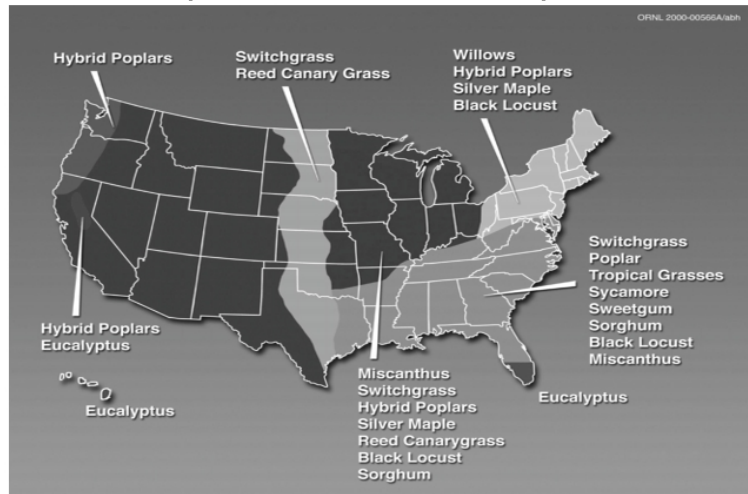 ORNL 2000-00566A/abh
Hybrid Poplars
Switchgrass
Reed Canary Grass
Willows
Hybrid Poplars
Silver Maple
Black Locust
Switchgrass
Poplar
Tropical Grasses
Sycamore
Sweetgum
Sorghum
Black Locust
Miscanthus
Hybrid Poplars
Eucalyptus
Eucalyptus
Miscanthus
Switchgrass
Hybrid Poplars
Silver Maple
Reed Canarygrass
Black Locust
Sorghum
Eucalyptus